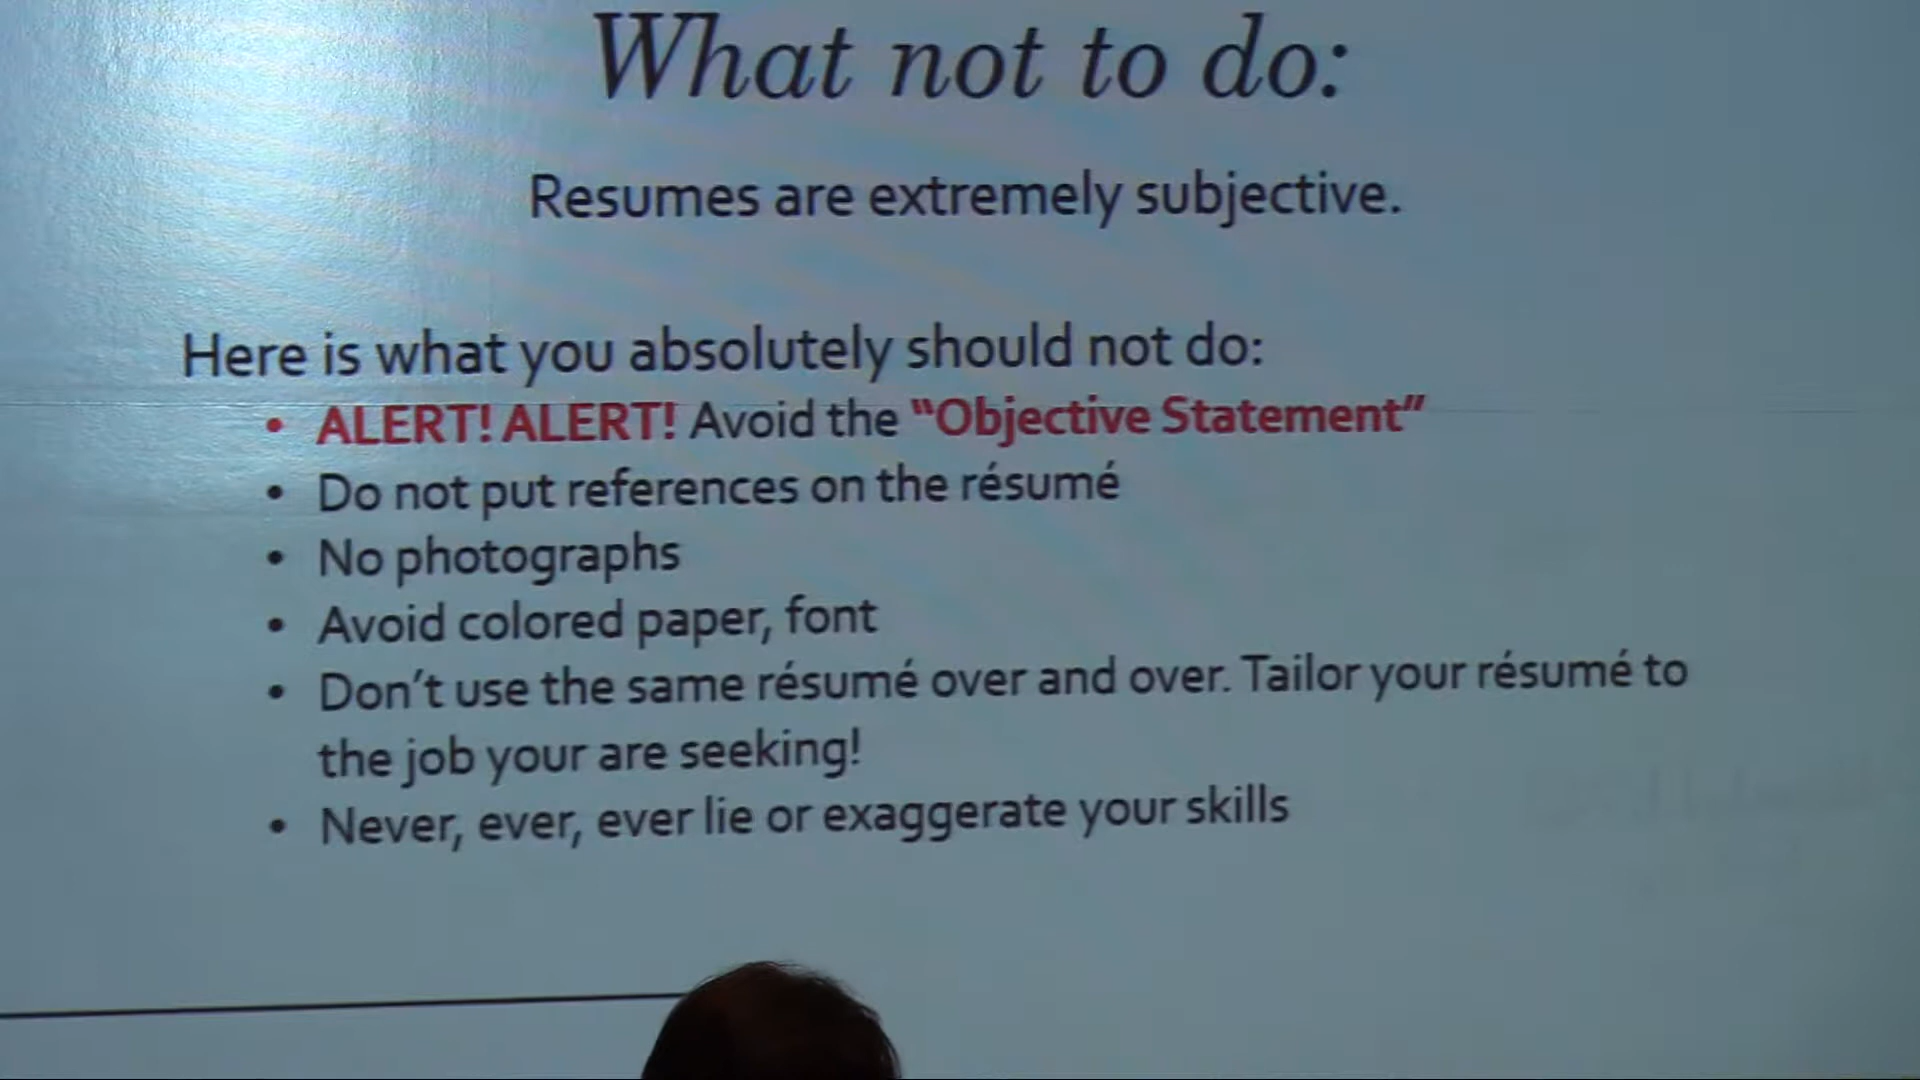 What not to do:
Resumes are extremely subjective.
Here is what you absolutely should not do:
• ALERT! ALERT! Avoid the “Objective Statement”
• Do not put references on the résumé
• No photographs
• Avoid colored paper, font
• Don’t use the same résumé over and over. Tailor your résumé to
the job your are seeking!
• Never, ever, ever lie or exaggerate your skills